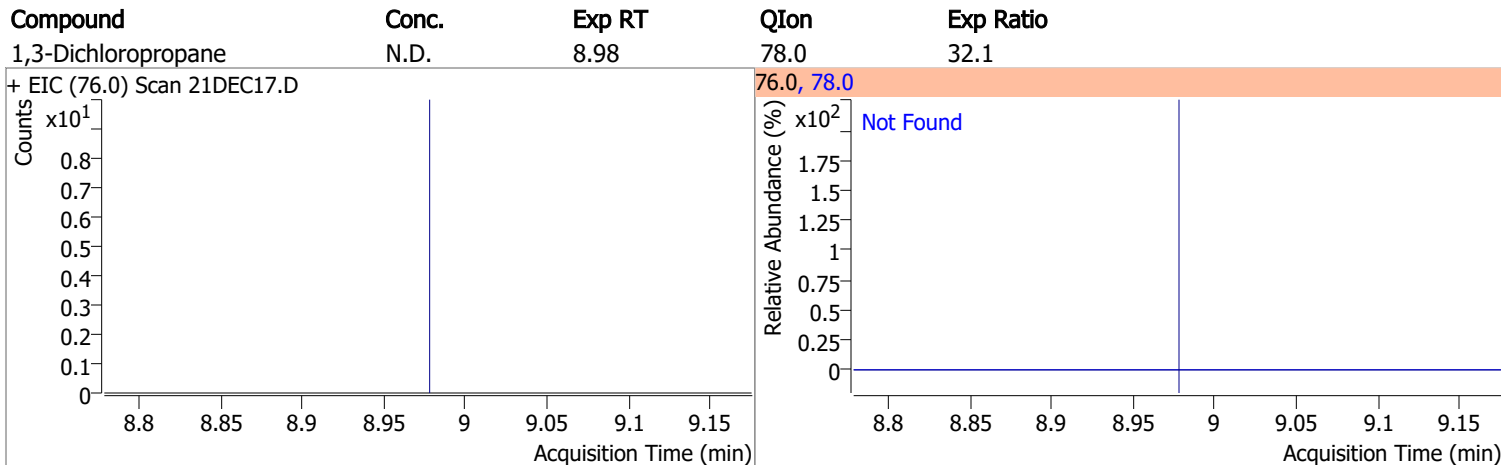 Compound Conc. Exp RT QIon Exp Ratio
1,3-Dichloropropane N.D. 8.98 78.0 32.1
+ EIC (76.0) Scan 21DEC17.D
Counts
x10^1
0.8
0.7
0.6
0.5
0.4
0.3
0.2
0.1
0
8.8 8.85 8.9 8.95 9 9.05 9.1 9.15
Acquisition Time (min)
76.0, 78.0
Relative Abundance (%)
x10^2
Not Found
1.75
1.5
1.25
1
0.75
0.5
0.25
0
8.8 8.85 8.9 8.95 9 9.05 9.1 9.15
Acquisition Time (min)